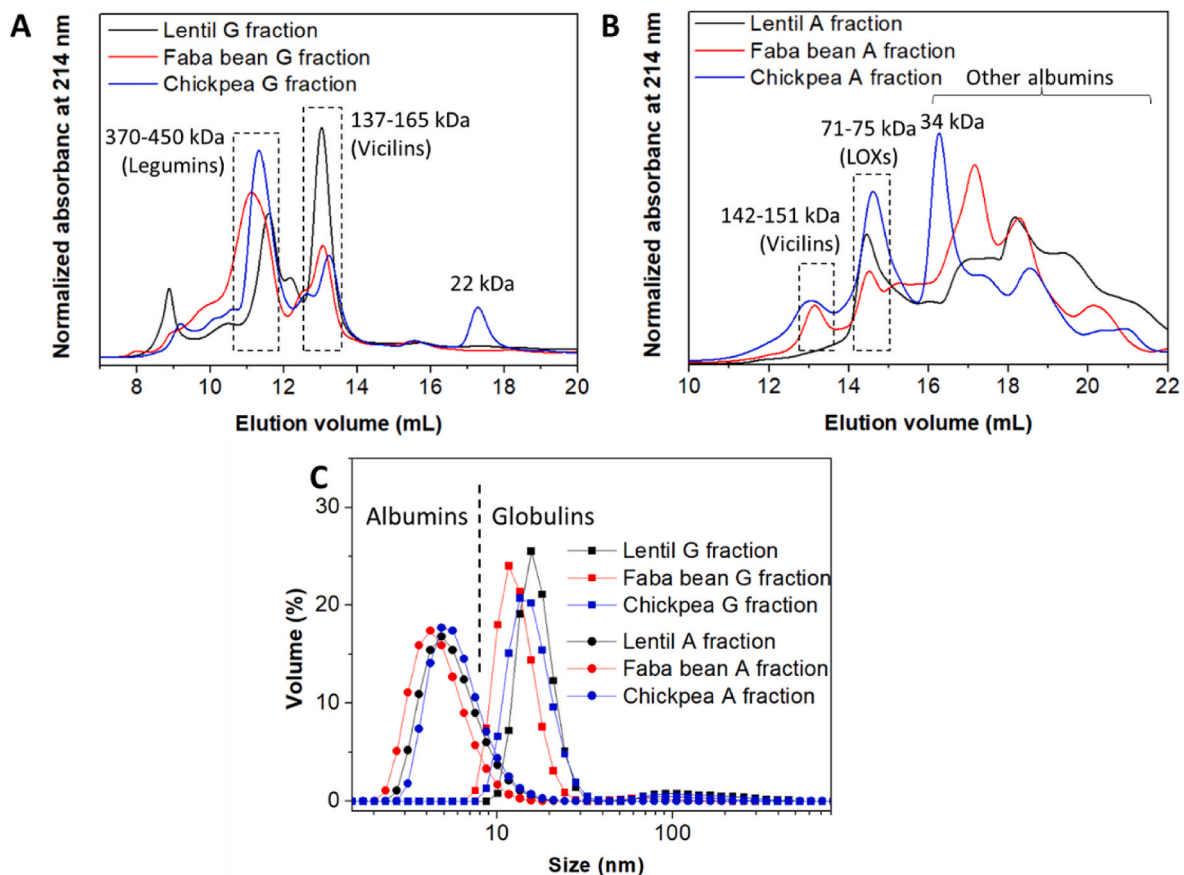 A
Normalized absorbanc at 214 nm
Lentil G fraction
Faba bean G fraction
Chickpea G fraction
370-450 kDa
(Legumins)
137-165 kDa
(Vicilins)
22 kDa
8 10 12 14 16 18 20
Elution volume (mL)
B
Normalized absorbanc e at 214 nm
Lentil A fraction
Faba bean A fraction
Chickpea A fraction
Other albumins
34 kDa
71-75 kDa
(LOXs)
142-151 kDa
(Vicilins)
10 12 14 16 18 20 22
Elution volume (mL)
C
Volume (%)
30
20
10
0
Albumins
Globulins
Lentil G fraction
Faba bean G fraction
Chickpea G fraction
Lentil A fraction
Faba bean A fraction
Chickpea A fraction
10 100
Size (nm)